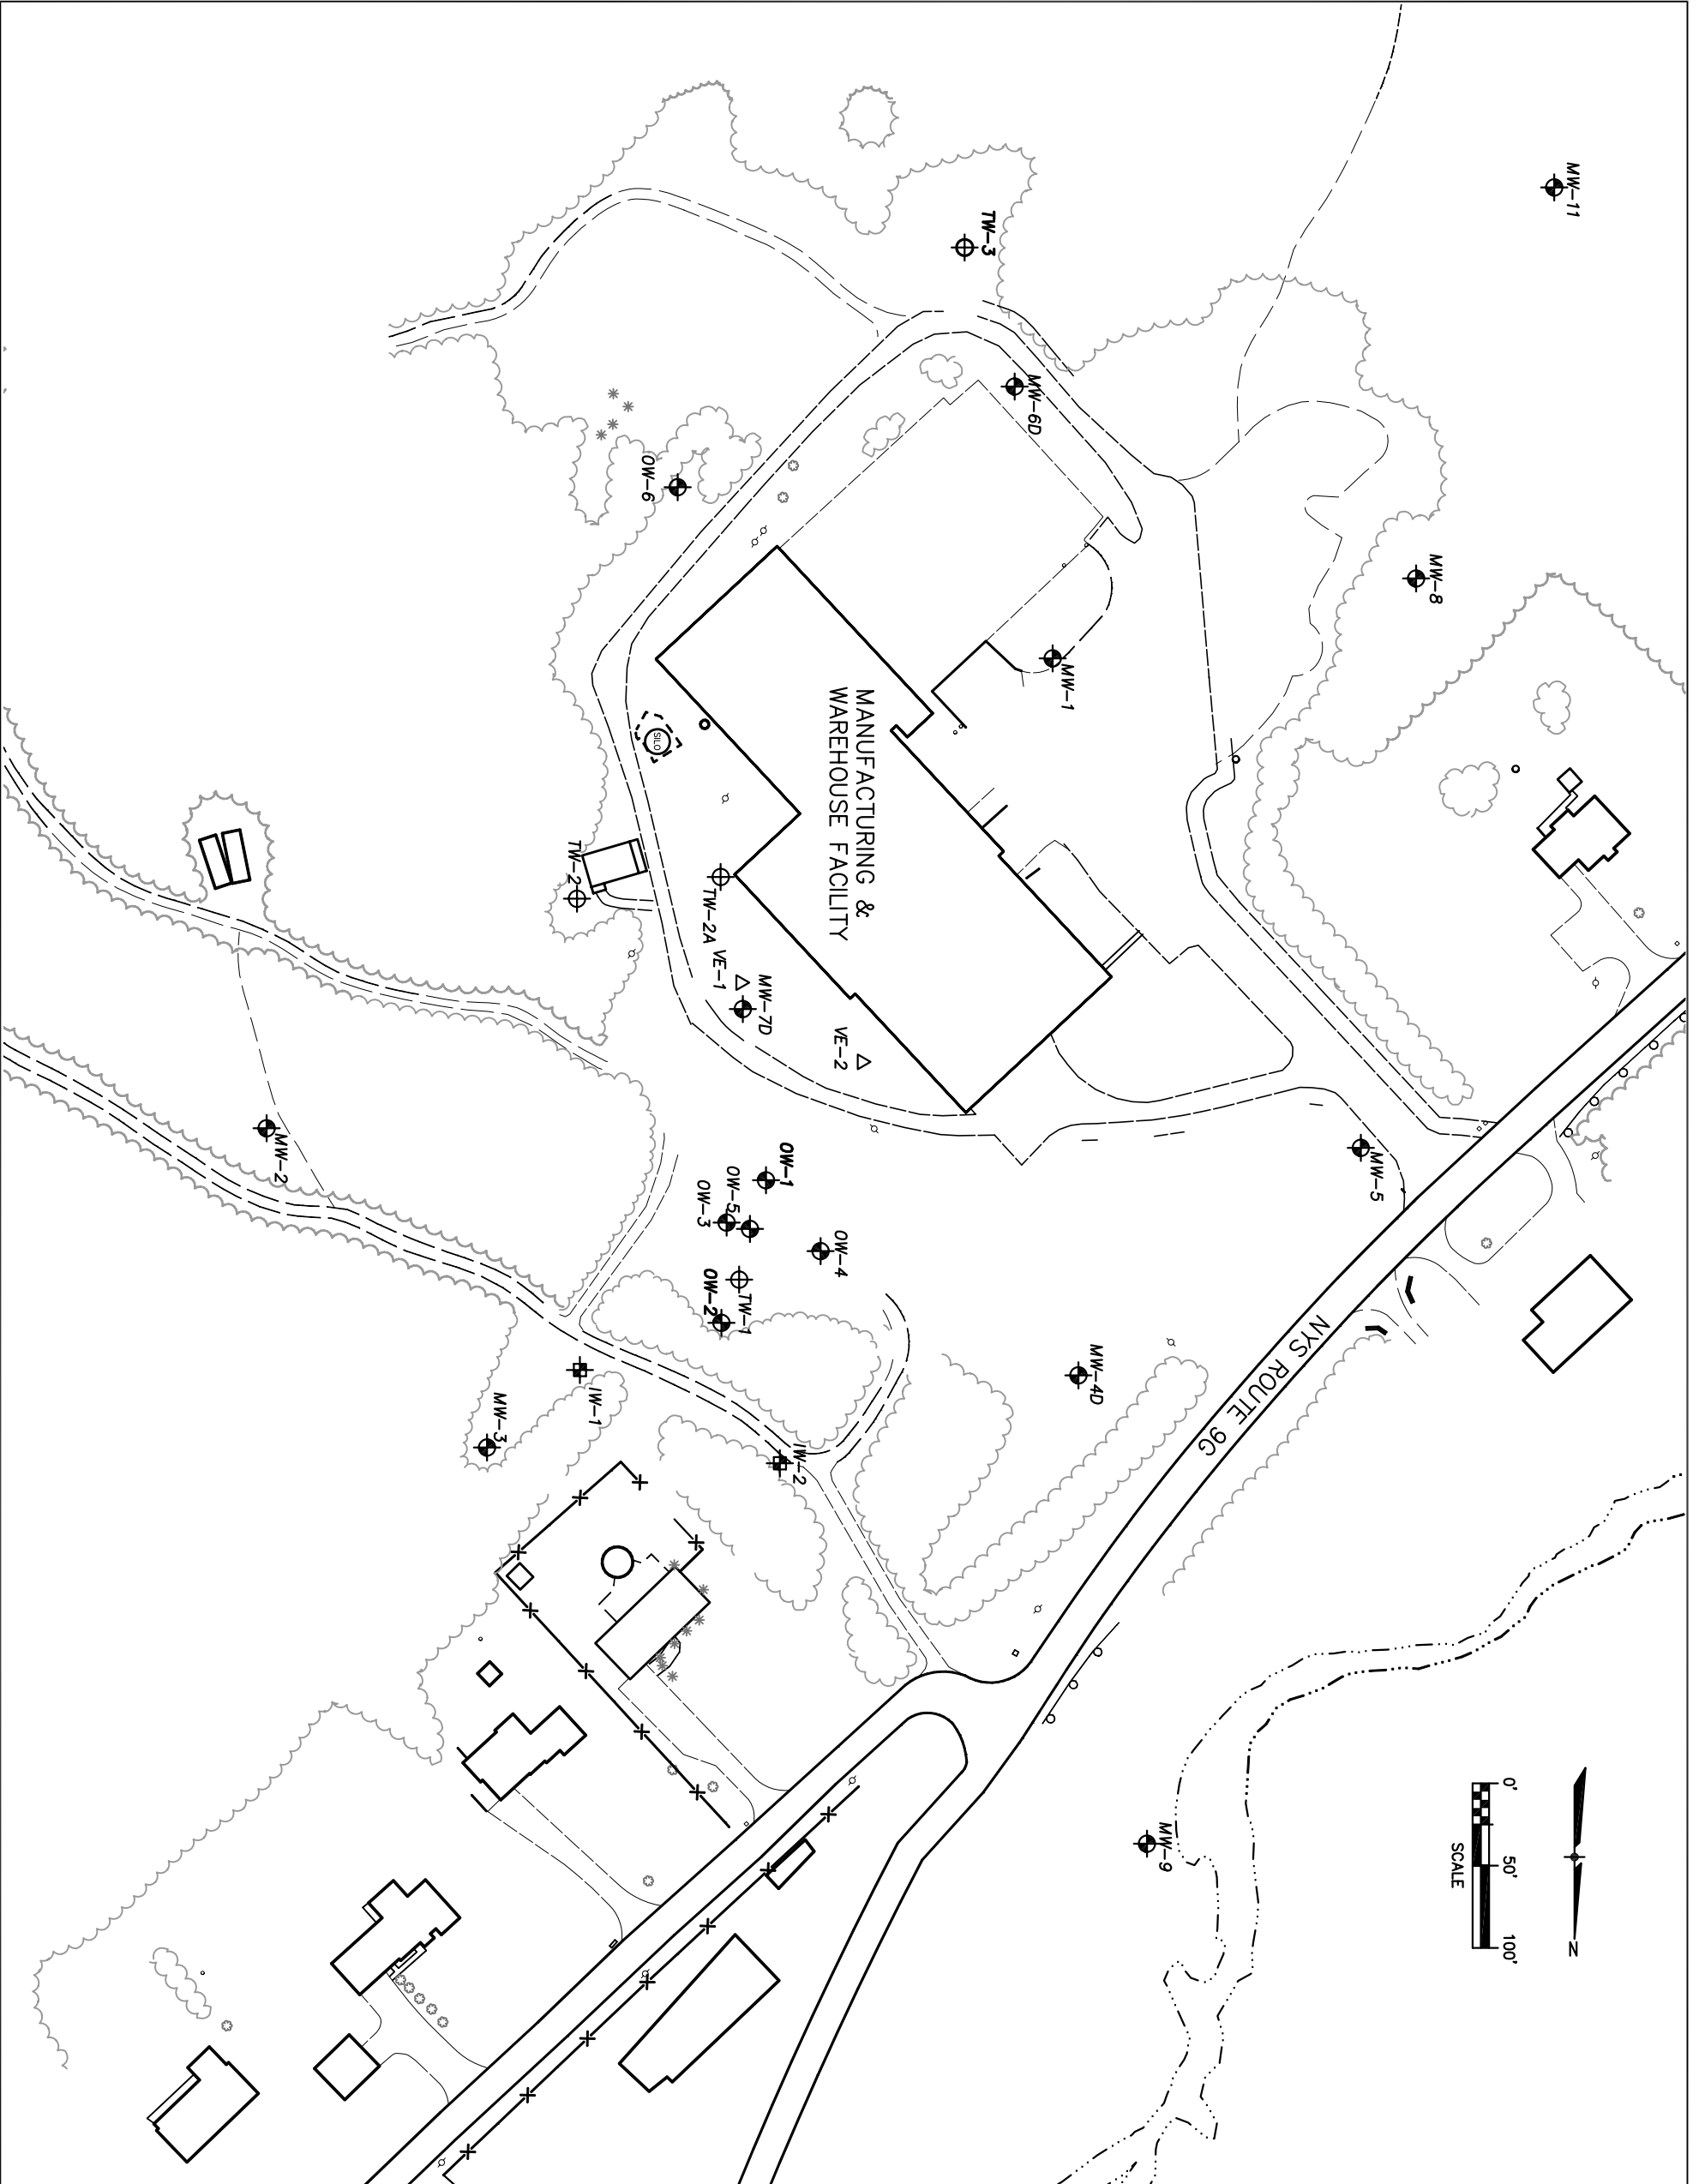 MW-11
TW-3
MW-6D
OW-6
MW-8
MW-1
MANUFACTURING &
WAREHOUSE FACILITY
SILO
TW-2
TW-2A
VE-1
MW-7D
VE-2
MW-2
OW-1
OW-5
OW-3
OW-4
MW-5
TW-1
OW-2
NYS ROUTE 9G
MW-4D
IW-1
MW-3
IW-2
MW-9
0'
50'
100'
SCALE
N